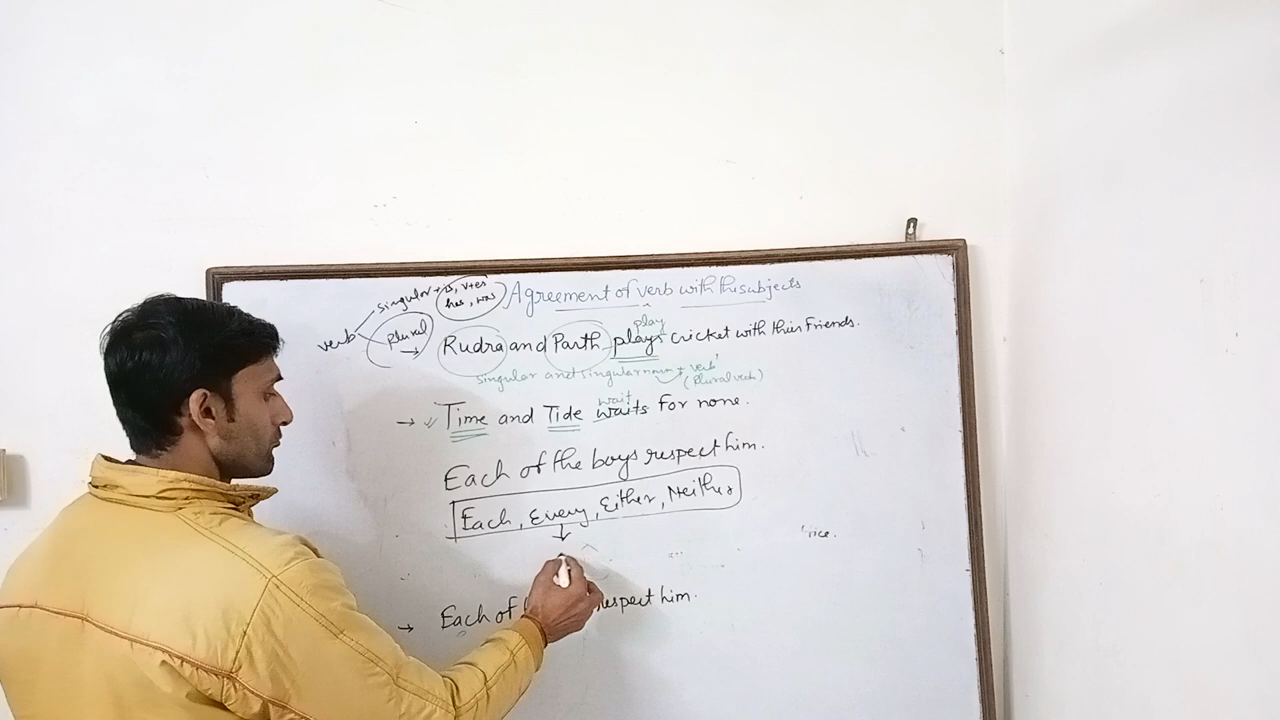 singular + is, v+es
has, was
Agreement of verb with thi subjects
verb
plural
play
→ Rudra and Parth plays cricket with their Friends.
singular and singular noun + verb
(plural verb)
wait
→ Time and Tide waits for none.
Each of the boys respect him.
Each, Every, Either, Neither
→ Each of respect him.